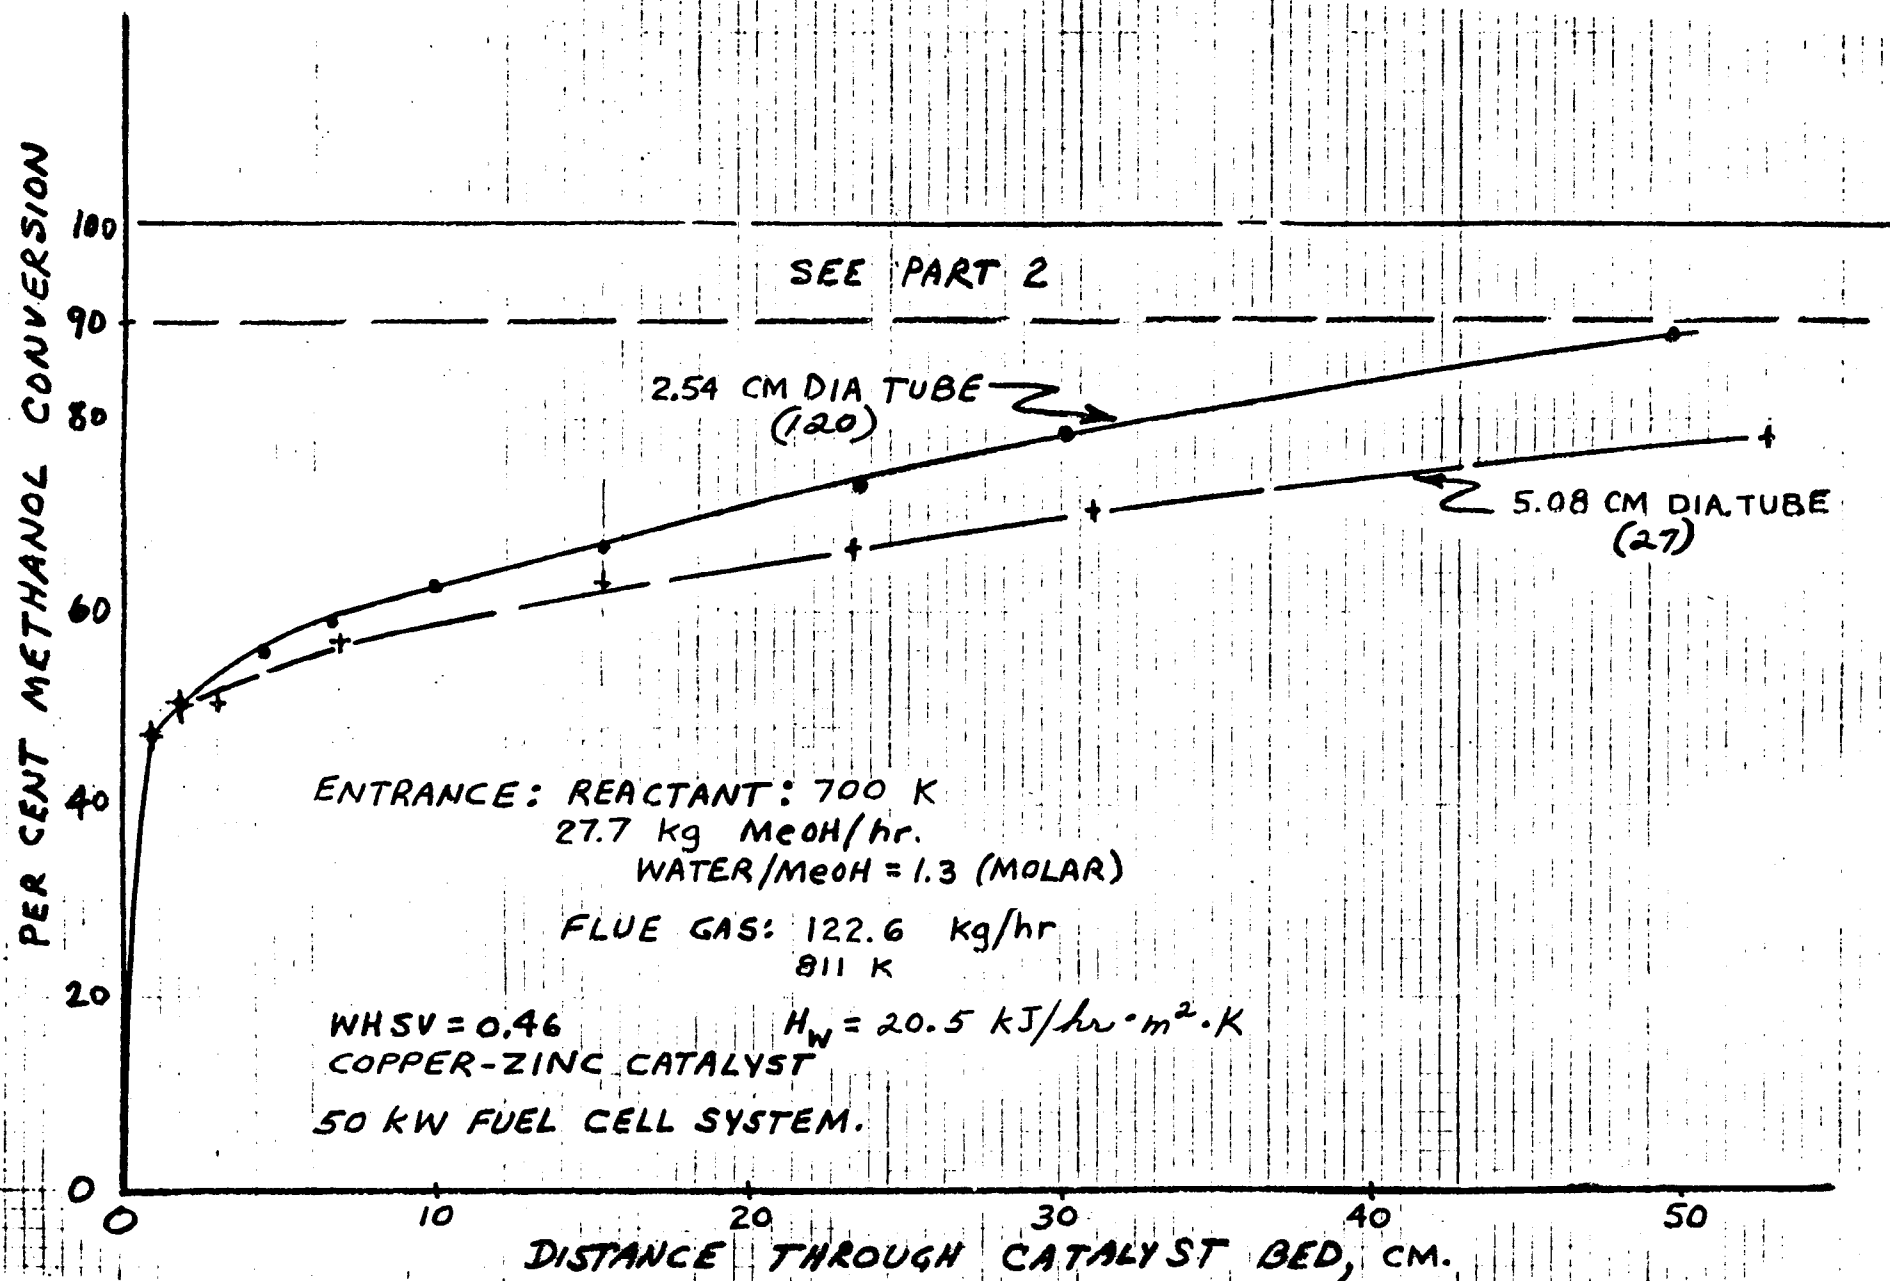 PER CENT METHANOL CONVERSION
100
90
80
60
40
20
0
SEE PART 2
2.54 CM DIA TUBE
(120)
5.08 CM DIA. TUBE
(27)
ENTRANCE: REACTANT: 700 K
27.7 kg MeOH/hr.
WATER/MeOH = 1.3 (MOLAR)
FLUE GAS: 122.6 kg/hr
811 K
WHSV = 0.46
H_W = 20.5 kJ/hr·m²·K
COPPER-ZINC CATALYST
50 KW FUEL CELL SYSTEM.
0 10 20 30 40 50
DISTANCE THROUGH CATALYST BED, CM.